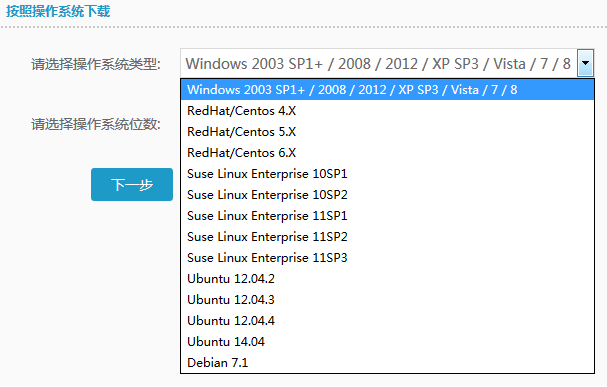 按照操作系统下载
请选择操作系统类型:
Windows 2003 SP1+ / 2008 / 2012 / XP SP3 / Vista / 7 / 8
Windows 2003 SP1+ / 2008 / 2012 / XP SP3 / Vista / 7 / 8
RedHat/Centos 4.X
请选择操作系统位数:
RedHat/Centos 5.X
RedHat/Centos 6.X
下一步
Suse Linux Enterprise 10SP1
Suse Linux Enterprise 10SP2
Suse Linux Enterprise 11SP1
Suse Linux Enterprise 11SP2
Suse Linux Enterprise 11SP3
Ubuntu 12.04.2
Ubuntu 12.04.3
Ubuntu 12.04.4
Ubuntu 14.04
Debian 7.1